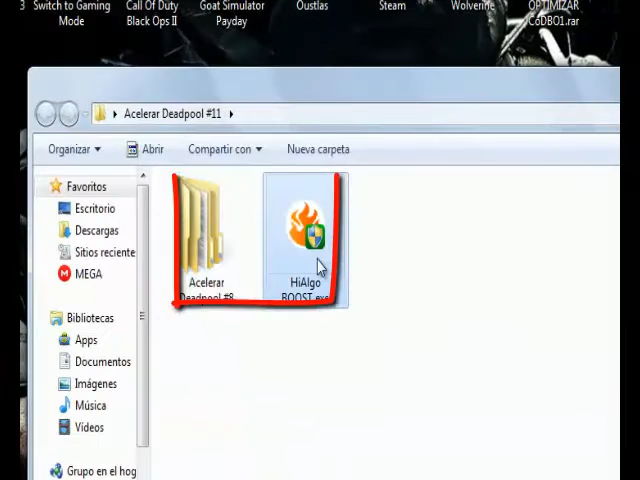 3 Switch to Gaming Mode
Call Of Duty Black Ops II
Goat Simulator Payday
Oustlas
Steam
Wolverine
OPTIMIZAR CoDBO1.rar
Acelerar Deadpool #11
Organizar
Abrir
Compartir con
Nueva carpeta
Favoritos
Escritorio
Descargas
Sitios reciente
MEGA
Bibliotecas
Apps
Documentos
Imágenes
Música
Vídeos
Grupo en el hog
Acelerar
Deadpool #8
HiAlgo
BOOST.exe